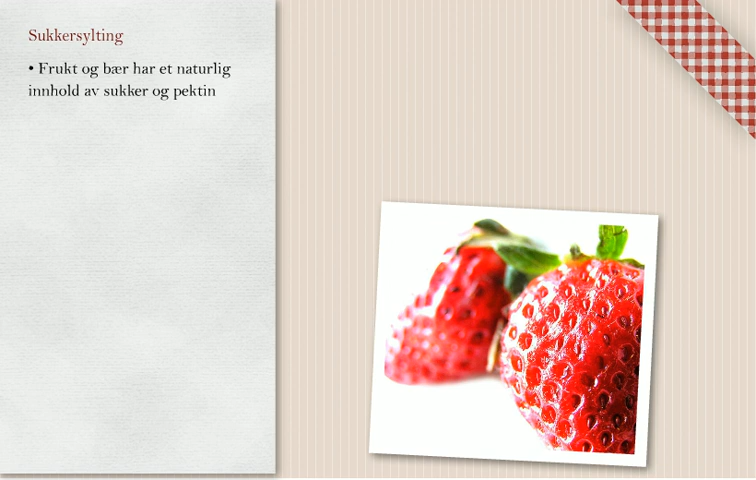 Sukkersylting
• Frukt og bær har et naturlig
innhold av sukker og pektin